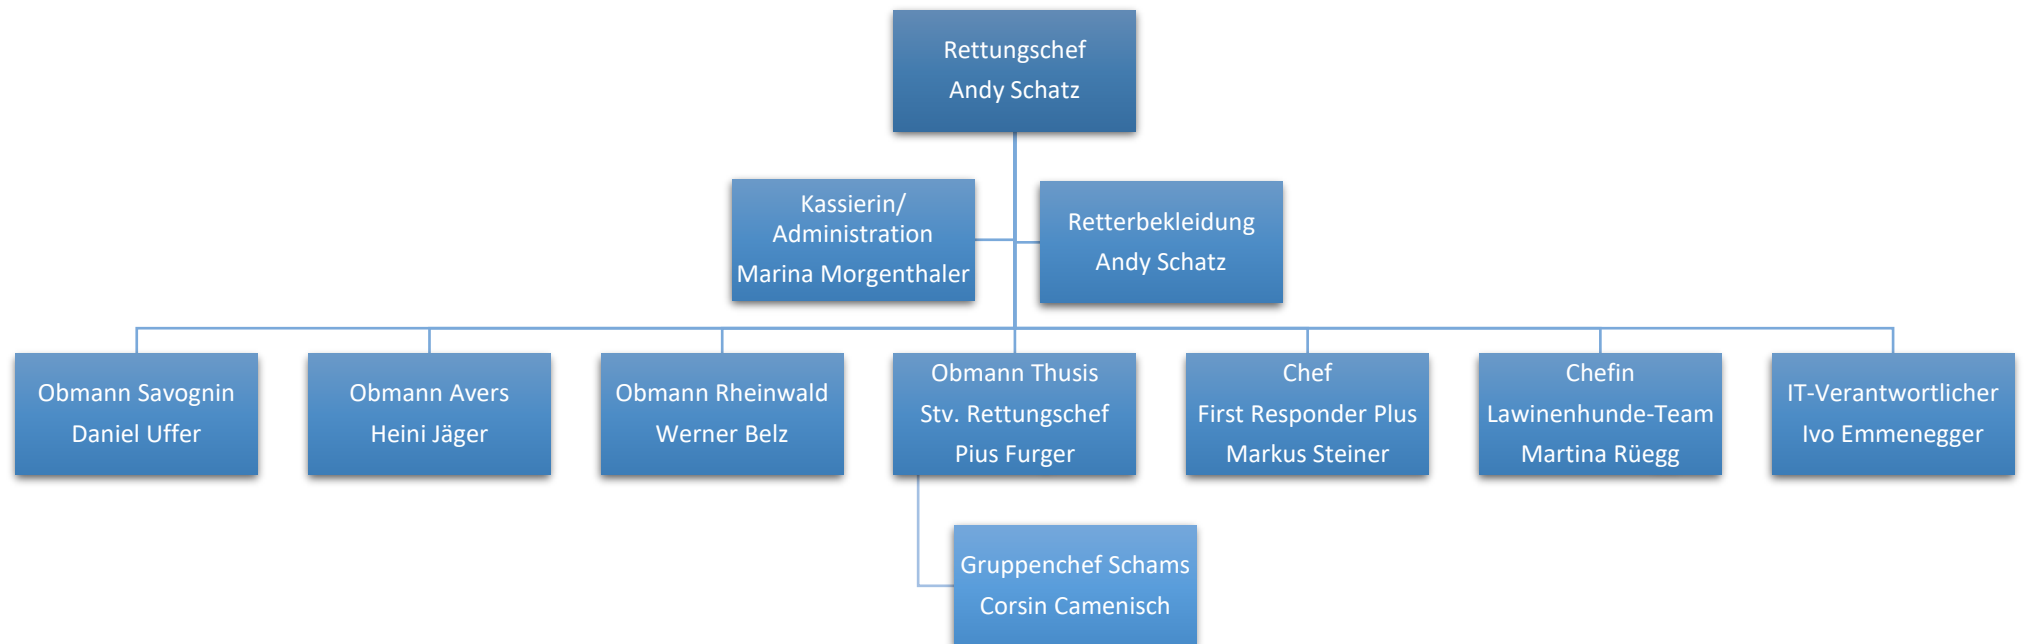 Rettungschef
Andy Schatz
Kassierin/
Administration
Marina Morgenthaler
Retterbekleidung
Andy Schatz
Obmann Savognin
Daniel Uffer
Obmann Avers
Heini Jäger
Obmann Rheinwald
Werner Belz
Obmann Thusis
Stv. Rettungschef
Pius Furger
Chef
First Responder Plus
Markus Steiner
Chefin
Lawinenhunde-Team
Martina Rüegg
IT-Verantwortlicher
Ivo Emmenegger
Gruppenchef Schams
Corsin Camenisch